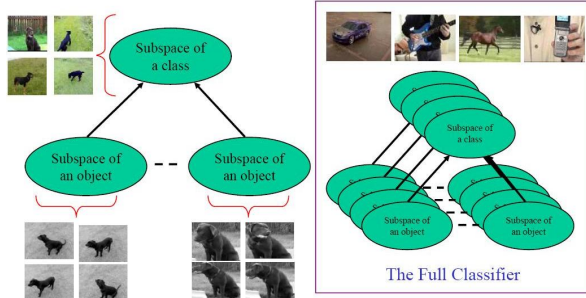 Subspace of
a class
Subspace of
an object
Subspace of
an object
Subspace of
a class
Subspace of
an object
Subspace of
an object
The Full Classifier